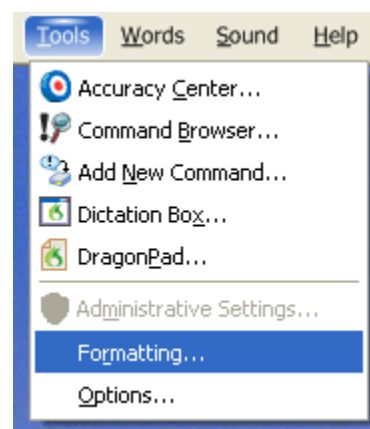 Tools Words Sound Help
Accuracy Center...
Command Browser...
Add New Command...
Dictation Box...
DragonPad...
Administrative Settings...
Formatting...
Options...